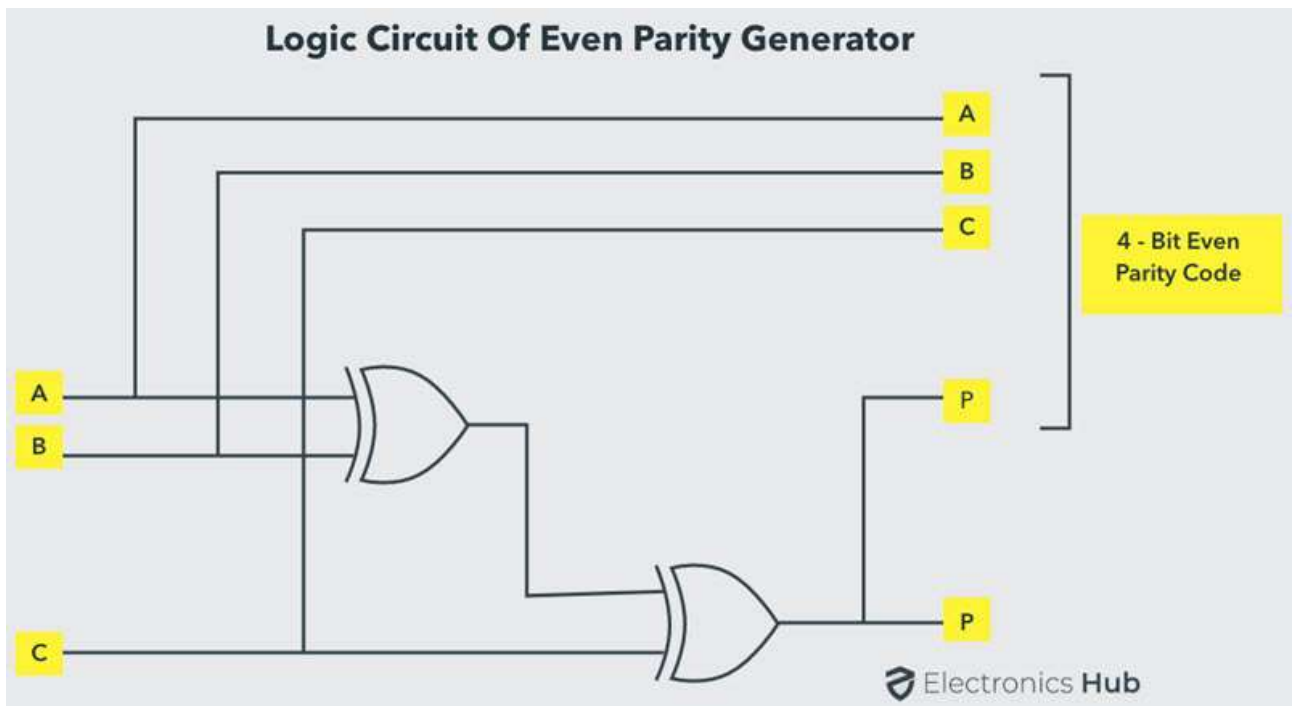 Logic Circuit Of Even Parity Generator
A
B
C
4 - Bit Even
Parity Code
A
P
B
P
C
Electronics Hub